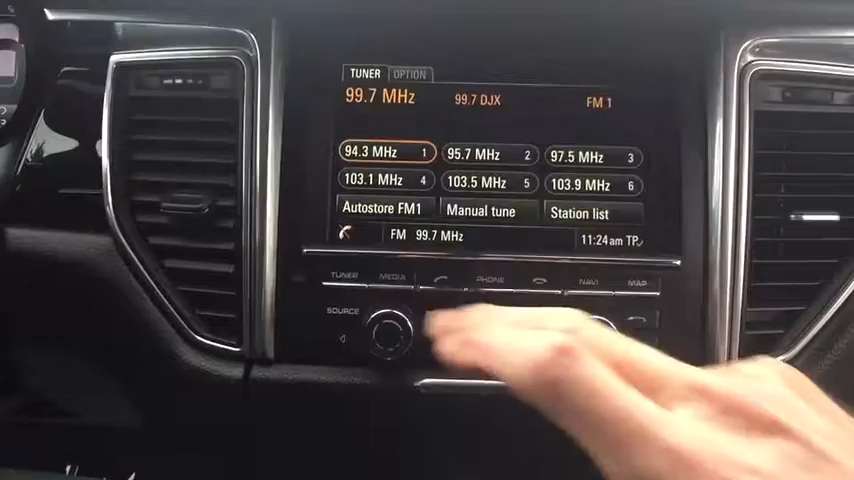 TUNER OPTION
99.7 MHz 99.7 DJX FM 1
94.3 MHz 1 95.7 MHz 2 97.5 MHz 3
103.1 MHz 4 103.5 MHz 5 103.9 MHz 6
Autostore FM1 Manual tune Station list
FM 99.7 MHz 11:24 am TP
TUNER MEDIA PHONE NAVI MAP
SOURCE